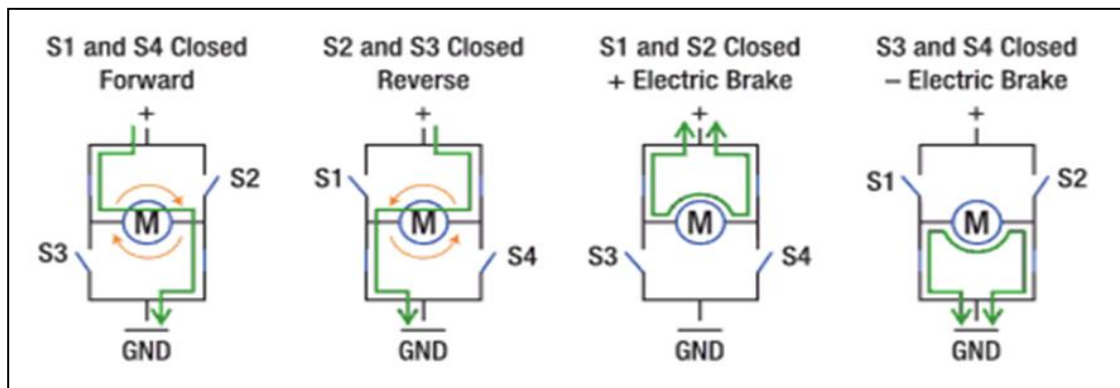 S1 and S4 Closed
Forward
+
S2
M
S3
GND
S2 and S3 Closed
Reverse
+
S1
M
S4
GND
S1 and S2 Closed
+ Electric Brake
+
M
S3
S4
GND
S3 and S4 Closed
– Electric Brake
+
S1
S2
M
GND